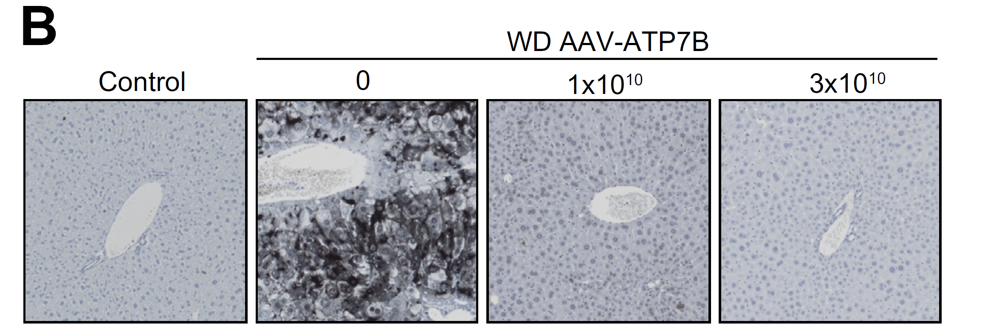 B
WD AAV-ATP7B
Control
0
1x10¹⁰
3x10¹⁰